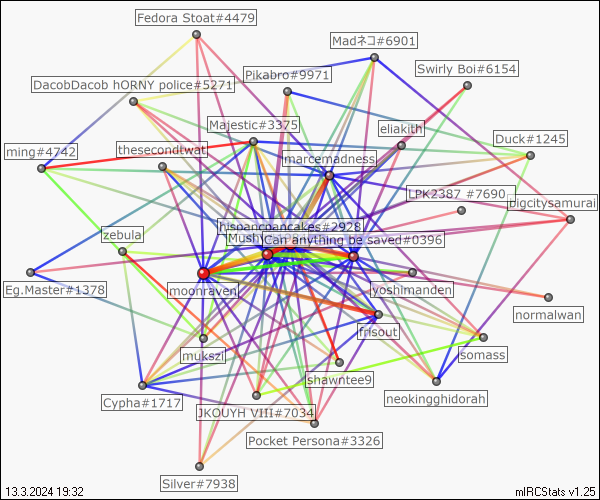 Fedora Stoat#4479
Madネコ#6901
Pikabro#9971
Swirly Boi#6154
DacobDacob hORNY police#5271
Majestic#3375
eliakith
Duck#1245
ming#4742
thesecondtwat
marcemadness
LPK2387 #7690
bigcitysamurai
hisoancoancakes#2928
zebula
Can anything be saved#0396
Eg.Master#1378
moonraven
yoshimanden
normalwan
frisout
mukszi
somass
shawntee9
Cypha#1717
JKOUYH VIII#7034
neokingghidorah
Pocket Persona#3326
Silver#7938
13.3.2024 19:32
mIRCStats v1.25